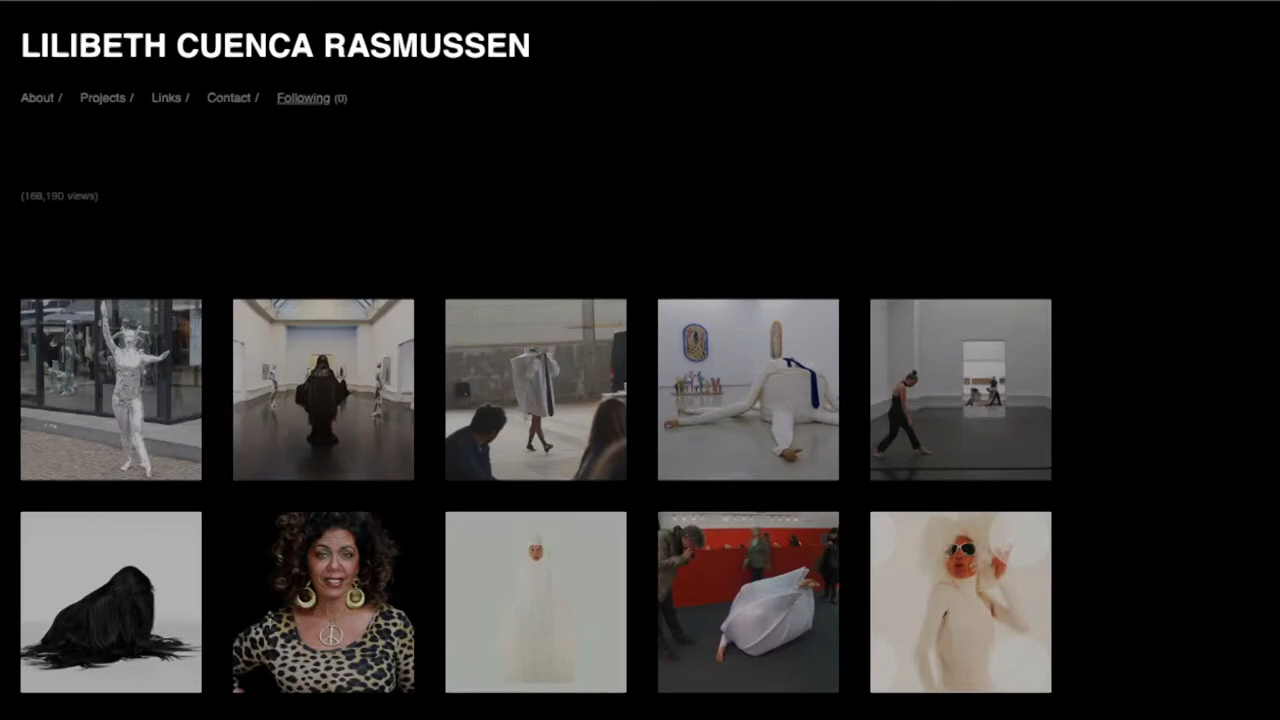 LILIBETH CUENCA RASMUSSEN
About / Projects / Links / Contact / Following (0)
(168,190 views)